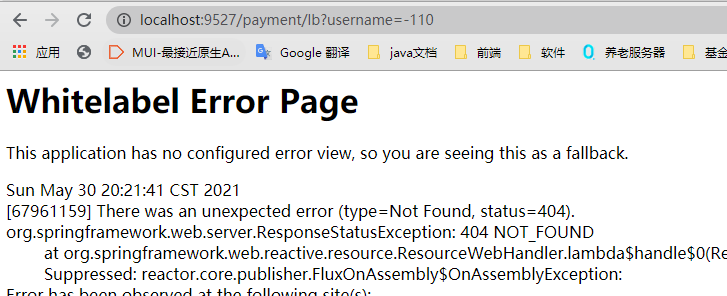 localhost:9527/payment/lb?username=-110
应用 MUI-最接近原生A... Google 翻译 java文档 前端 软件 养老服务器 基金
Whitelabel Error Page
This application has no configured error view, so you are seeing this as a fallback.
Sun May 30 20:21:41 CST 2021
[67961159] There was an unexpected error (type=Not Found, status=404).
org.springframework.web.server.ResponseStatusException: 404 NOT_FOUND
at org.springframework.web.reactive.resource.ResourceWebHandler.lambda$handle$0(Re
Suppressed: reactor.core.publisher.FluxOnAssembly$OnAssemblyException:
Error has been observed at the following site(s):